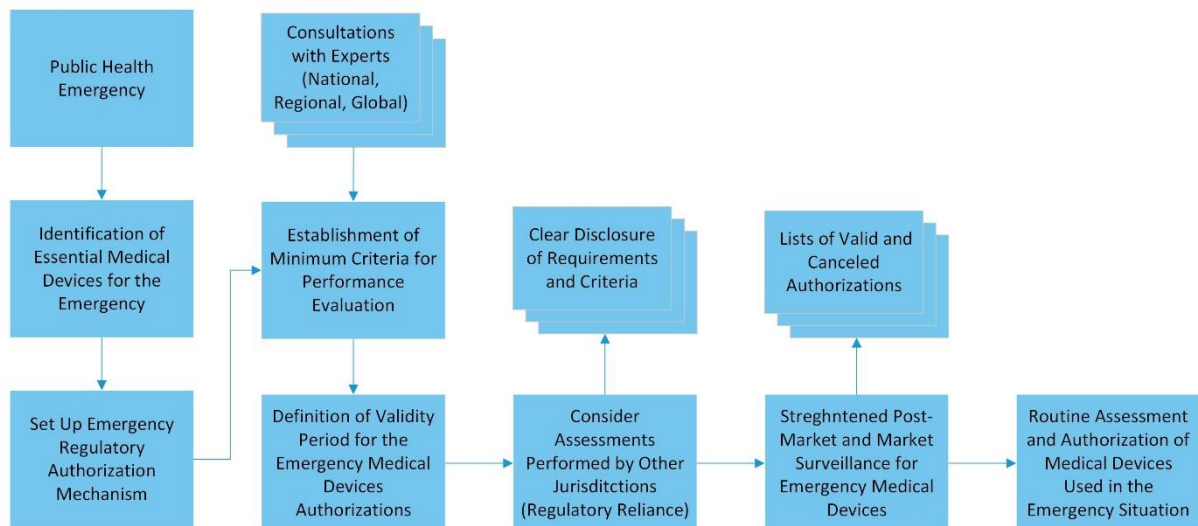 Public Health
Emergency
Consultations
with Experts
(National,
Regional, Global)
Identification of
Essential Medical
Devices for the
Emergency
Establishment of
Minimum Criteria for
Performance
Evaluation
Clear Disclosure
of Requirements
and Criteria
Lists of Valid and
Canceled
Authorizations
Set Up Emergency
Regulatory
Authorization
Mechanism
Definition of Validity
Period for the
Emergency Medical
Devices
Authorizations
Consider
Assessments
Performed by Other
Jurisditctions
(Regulatory Reliance)
Streghntened Post-
Market and Market
Surveillance for
Emergency Medical
Devices
Routine Assessment
and Authorization of
Medical Devices
Used in the
Emergency Situation